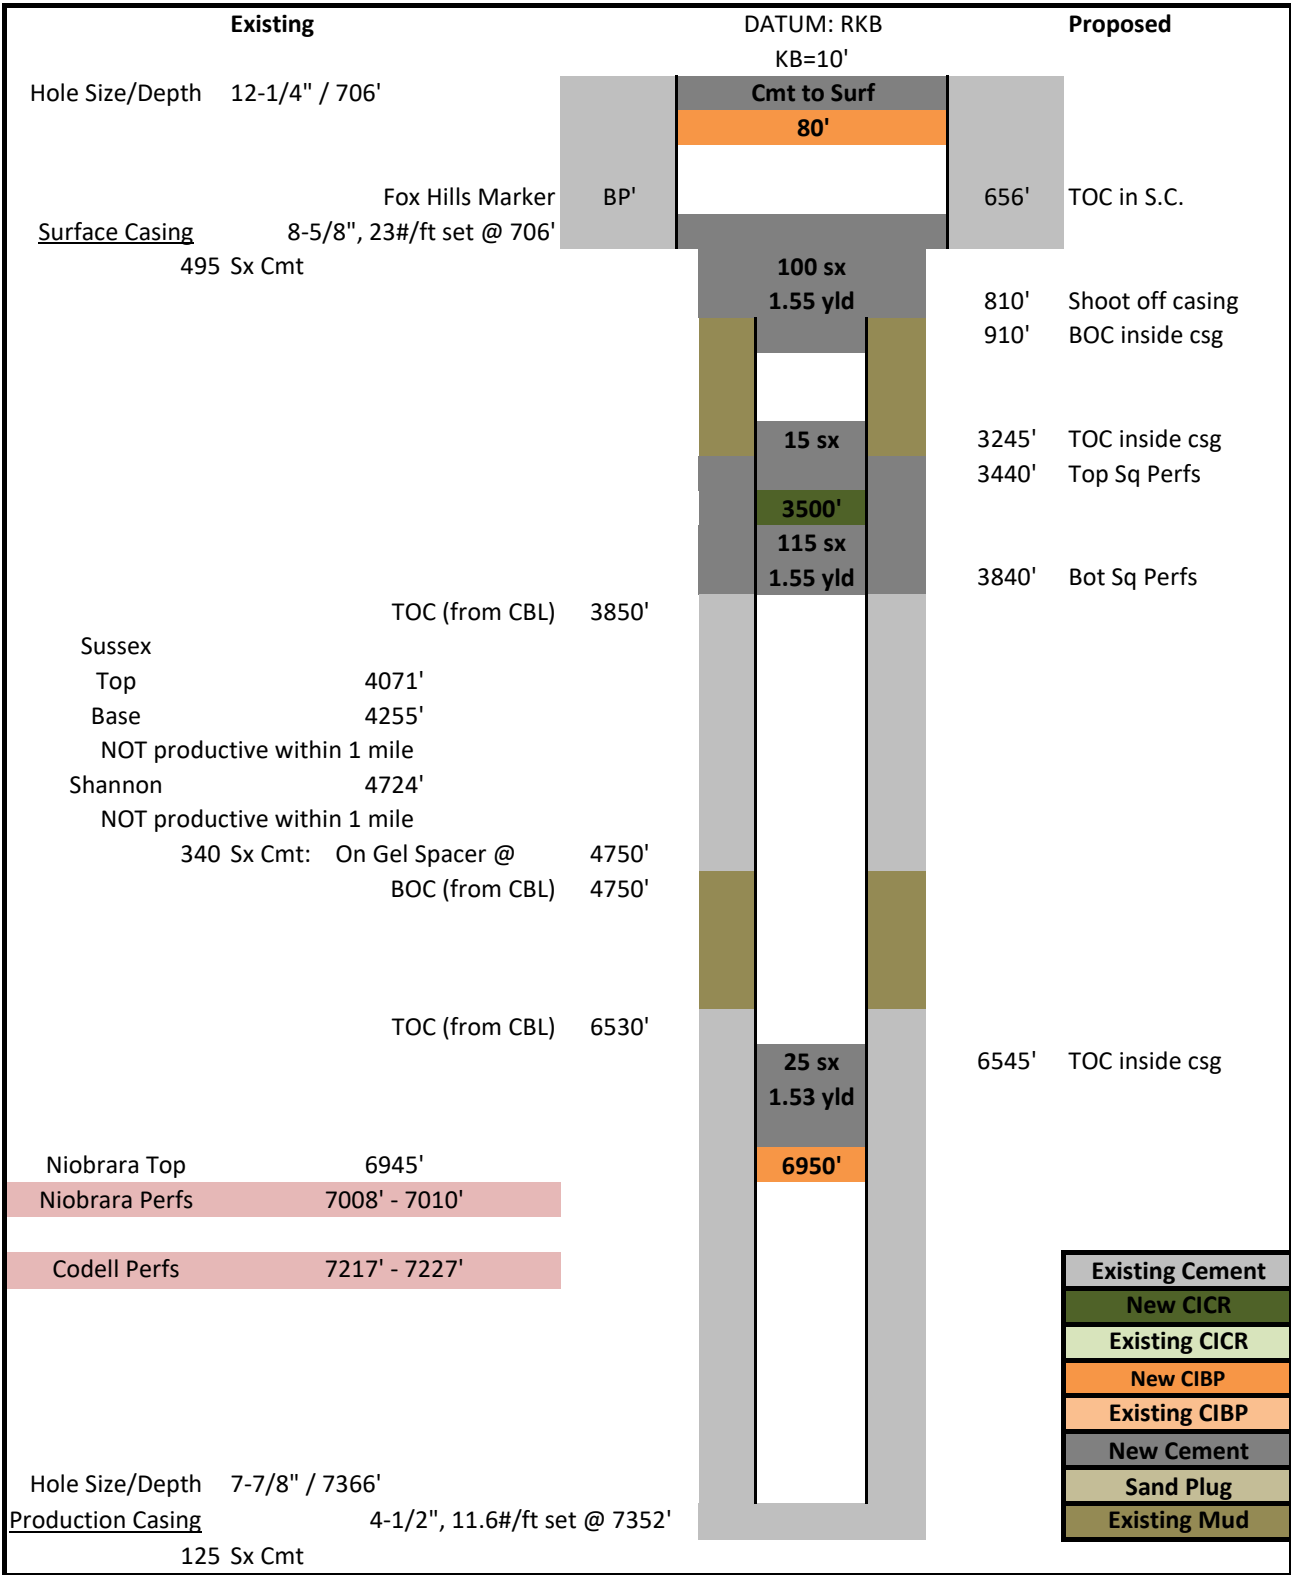 Existing DATUM: RKB Proposed
KB=10'
Hole Size/Depth 12-1/4" / 706' Cmt to Surf
80'
Fox Hills Marker BP' 656' TOC in S.C.
Surface Casing 8-5/8", 23#/ft set @ 706'
495 Sx Cmt 100 sx
1.55 yld 810' Shoot off casing
910' BOC inside csg
15 sx 3245' TOC inside csg
3440' Top Sq Perfs
3500'
115 sx
1.55 yld 3840' Bot Sq Perfs
TOC (from CBL) 3850'
Sussex
Top 4071'
Base 4255'
NOT productive within 1 mile
Shannon 4724'
NOT productive within 1 mile
340 Sx Cmt: On Gel Spacer @ 4750'
BOC (from CBL) 4750'
TOC (from CBL) 6530'
25 sx 6545' TOC inside csg
1.53 yld
Niobrara Top 6945' 6950'
Niobrara Perfs 7008' - 7010'
Codell Perfs 7217' - 7227'
Existing Cement
New CICR
Existing CICR
New CIBP
Existing CIBP
New Cement
Hole Size/Depth 7-7/8" / 7366' Sand Plug
Production Casing 4-1/2", 11.6#/ft set @ 7352' Existing Mud
125 Sx Cmt